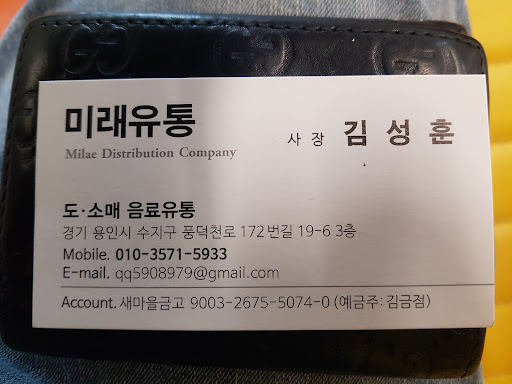 미래유통
Milae Distribution Company
사 장 김 성 훈
도·소매 음료유통
경기 용인시 수지구 풍덕천로 172번길 19-6 3층
Mobile. 010-3571-5933
E-mail. qq5908979@gmail.com
Account. 새마을금고 9003-2675-5074-0 (예금주: 김금점)